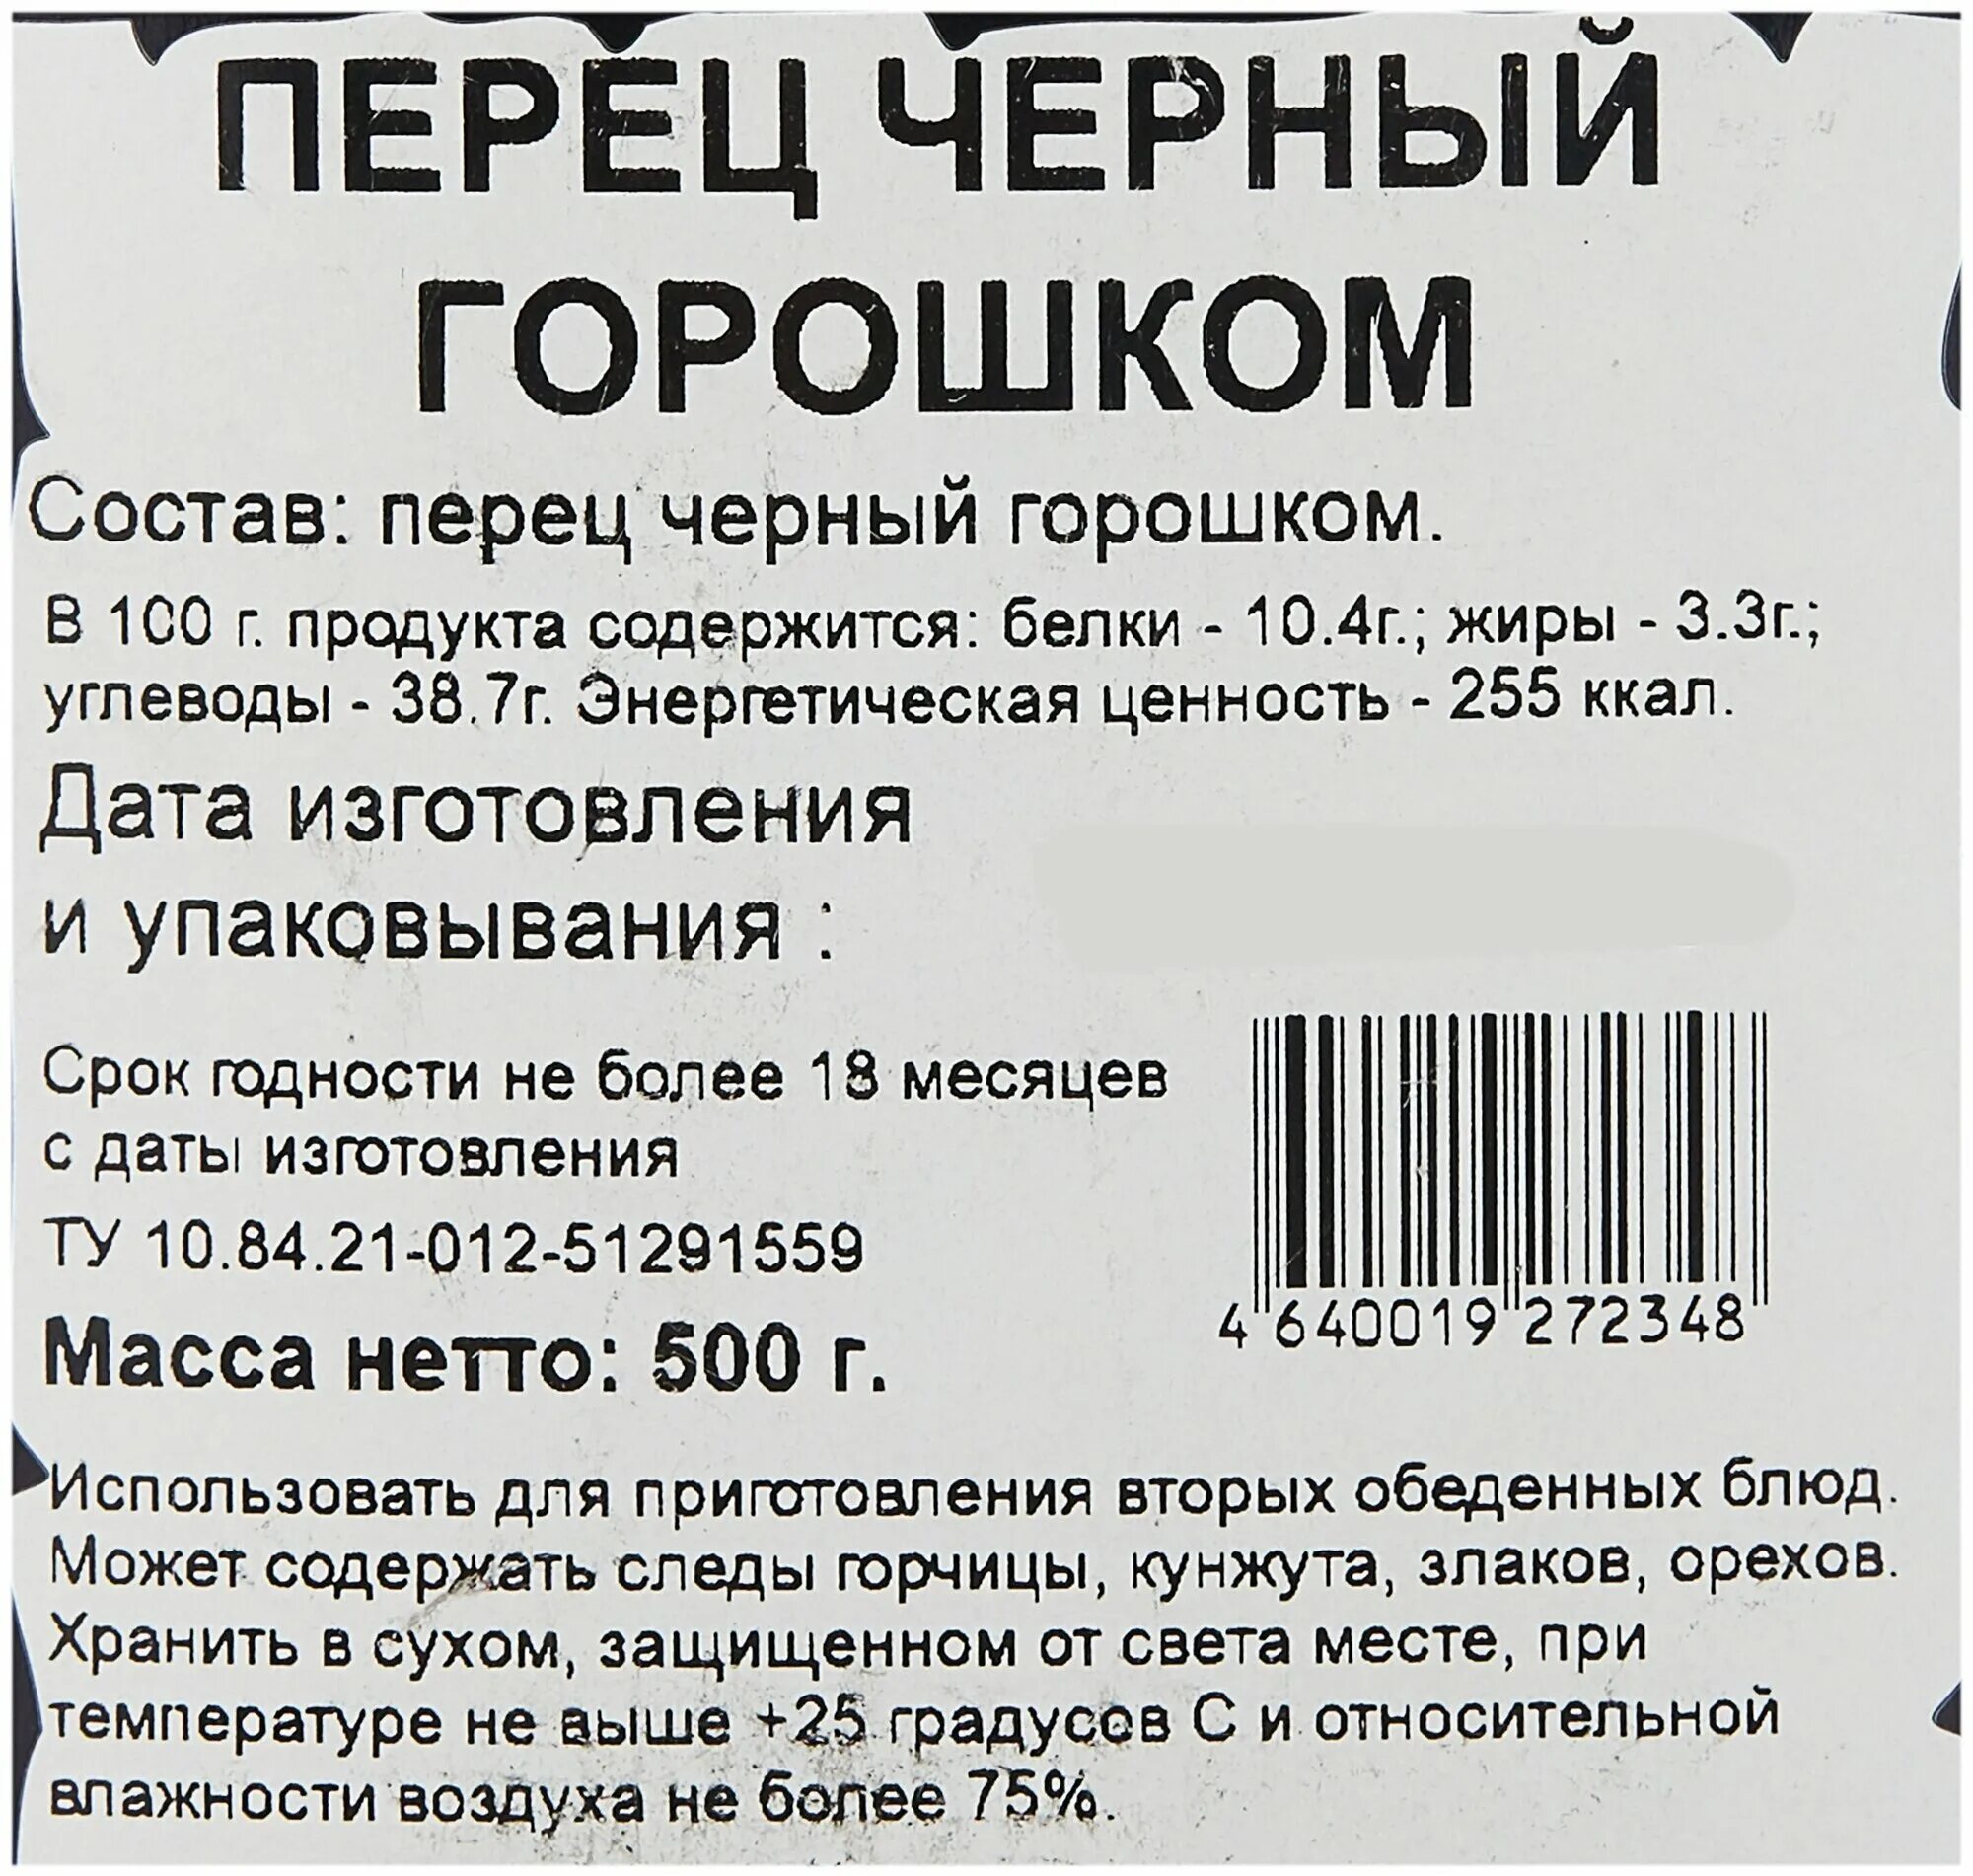 ПЕРЕЦ ЧЕРНЫЙ
ГОРОШКОМ
Состав: перец черный горошком.
В 100 г. продукта содержится: белки - 10.4г.; жиры - 3.3г.;
углеводы - 38.7г. Энергетическая ценность - 255 ккал.
Дата изготовления
и упаковывания :
Срок годности не более 18 месяцев
с даты изготовления
ТУ 10.84.21-012-51291559
Масса нетто: 500 г.
4 640019 272348
Использовать для приготовления вторых обеденных блюд.
Может содержать следы горчицы, кунжута, злаков, орехов.
Хранить в сухом, защищенном от света месте, при
температуре не выше +25 градусов С и относительной
влажности воздуха не более 75%.